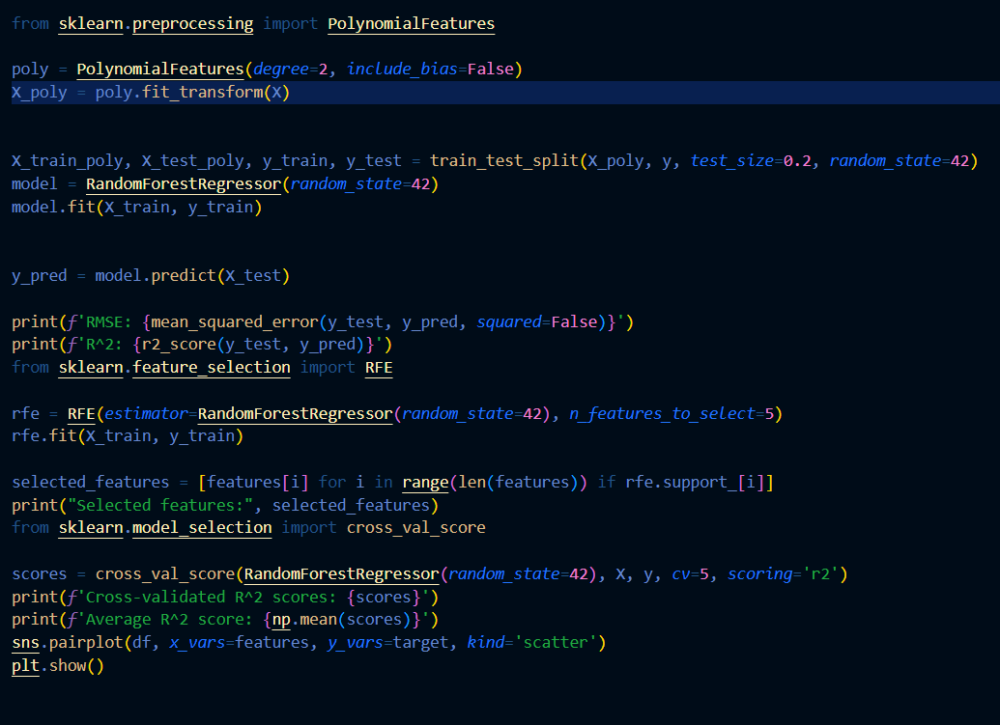 from sklearn.preprocessing import PolynomialFeatures
poly = PolynomialFeatures(degree=2, include_bias=False)
X_poly = poly.fit_transform(X)
X_train_poly, X_test_poly, y_train, y_test = train_test_split(X_poly, y, test_size=0.2, random_state=42)
model = RandomForestRegressor(random_state=42)
model.fit(X_train, y_train)
y_pred = model.predict(X_test)
print(f'RMSE: {mean_squared_error(y_test, y_pred, squared=False)}')
print(f'R^2: {r2_score(y_test, y_pred)}')
from sklearn.feature_selection import RFE
rfe = RFE(estimator=RandomForestRegressor(random_state=42), n_features_to_select=5)
rfe.fit(X_train, y_train)
selected_features = [features[i] for i in range(len(features)) if rfe.support_[i]]
print("Selected features:", selected_features)
from sklearn.model_selection import cross_val_score
scores = cross_val_score(RandomForestRegressor(random_state=42), X, y, cv=5, scoring='r2')
print(f'Cross-validated R^2 scores: {scores}')
print(f'Average R^2 score: {np.mean(scores)}')
sns.pairplot(df, x_vars=features, y_vars=target, kind='scatter')
plt.show()